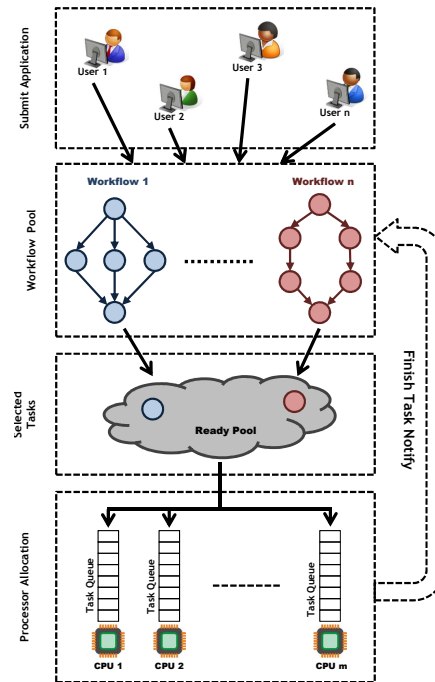 Submit Application
User 1
User 2
User 3
User n
Workflow Pool
Workflow 1
Workflow n
Finish Task Notify
Selected
Tasks
Ready Pool
Processor Allocation
Task Queue
Task Queue
Task Queue
CPU 1
CPU 2
CPU m